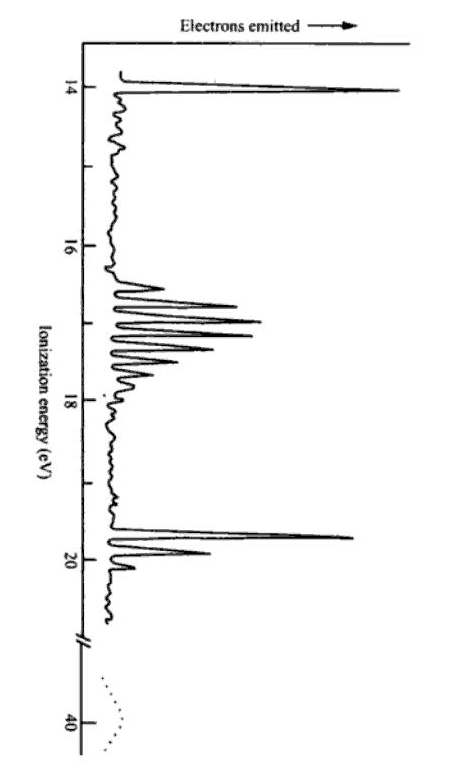 Electrons emitted
14
16
18
20
40
Ionization energy (eV)